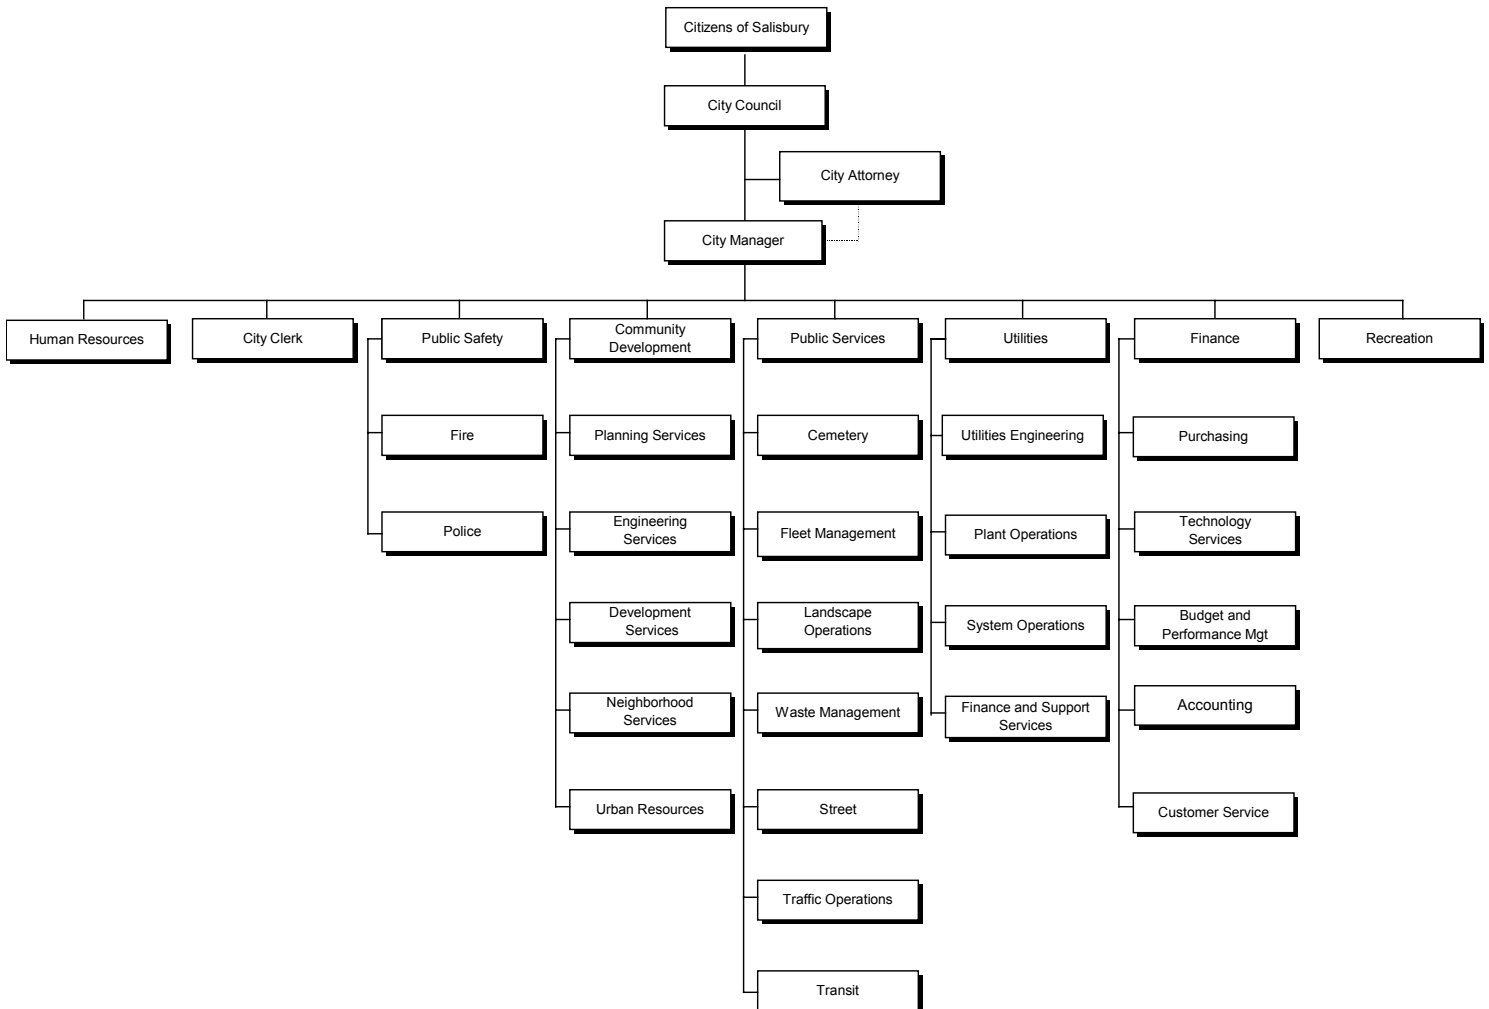 Citizens of Salisbury
City Council
City Attorney
City Manager
Human Resources
City Clerk
Public Safety
Community
Development
Public Services
Utilities
Finance
Recreation
Fire
Planning Services
Cemetery
Utilities Engineering
Purchasing
Police
Engineering
Services
Fleet Management
Plant Operations
Technology
Services
Development
Services
Landscape
Operations
System Operations
Budget and
Performance Mgt
Neighborhood
Services
Waste Management
Finance and Support
Services
Accounting
Urban Resources
Street
Customer Service
Traffic Operations
Transit